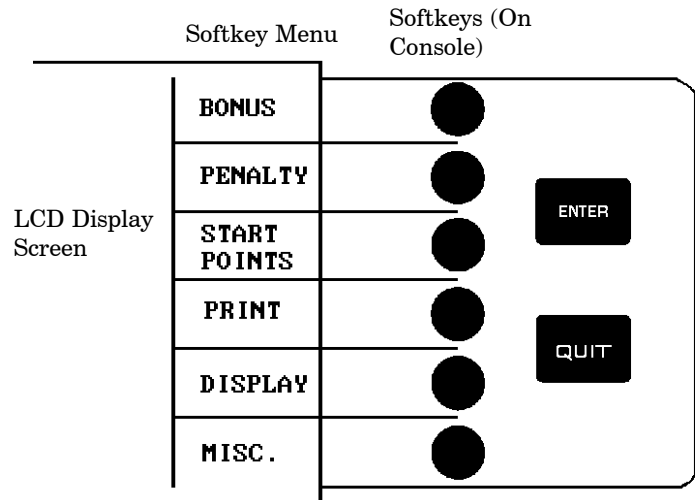 Softkey Menu
Softkeys (On
Console)
BONUS
PENALTY
START
POINTS
PRINT
DISPLAY
MISC.
LCD Display
Screen
ENTER
QUIT